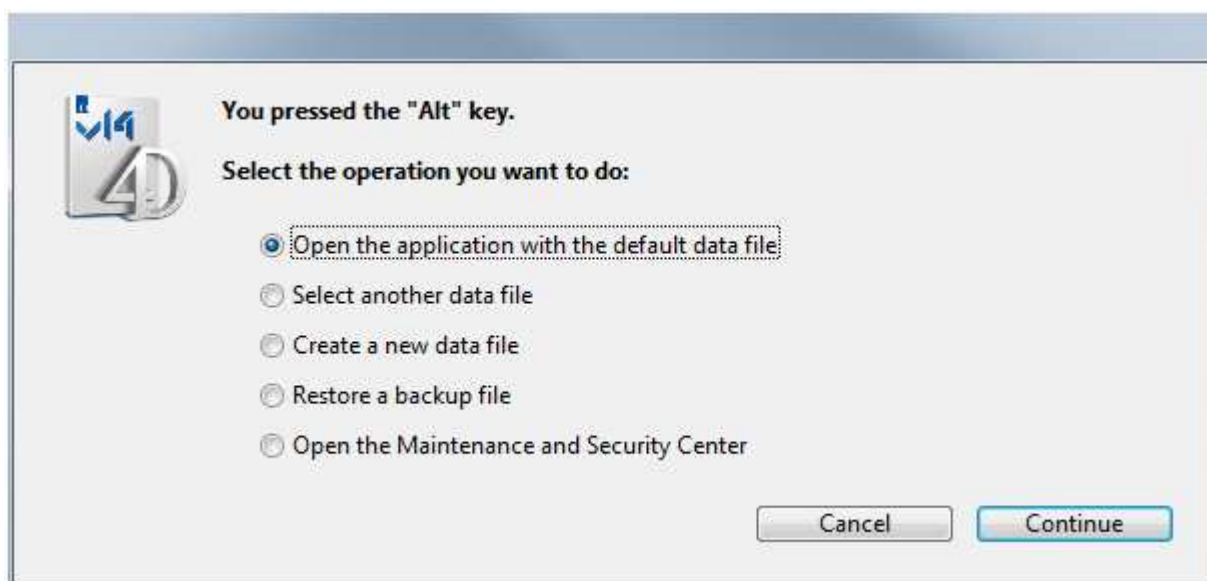 R
v14
4D
You pressed the "Alt" key.
Select the operation you want to do:
Open the application with the default data file
Select another data file
Create a new data file
Restore a backup file
Open the Maintenance and Security Center
Cancel
Continue